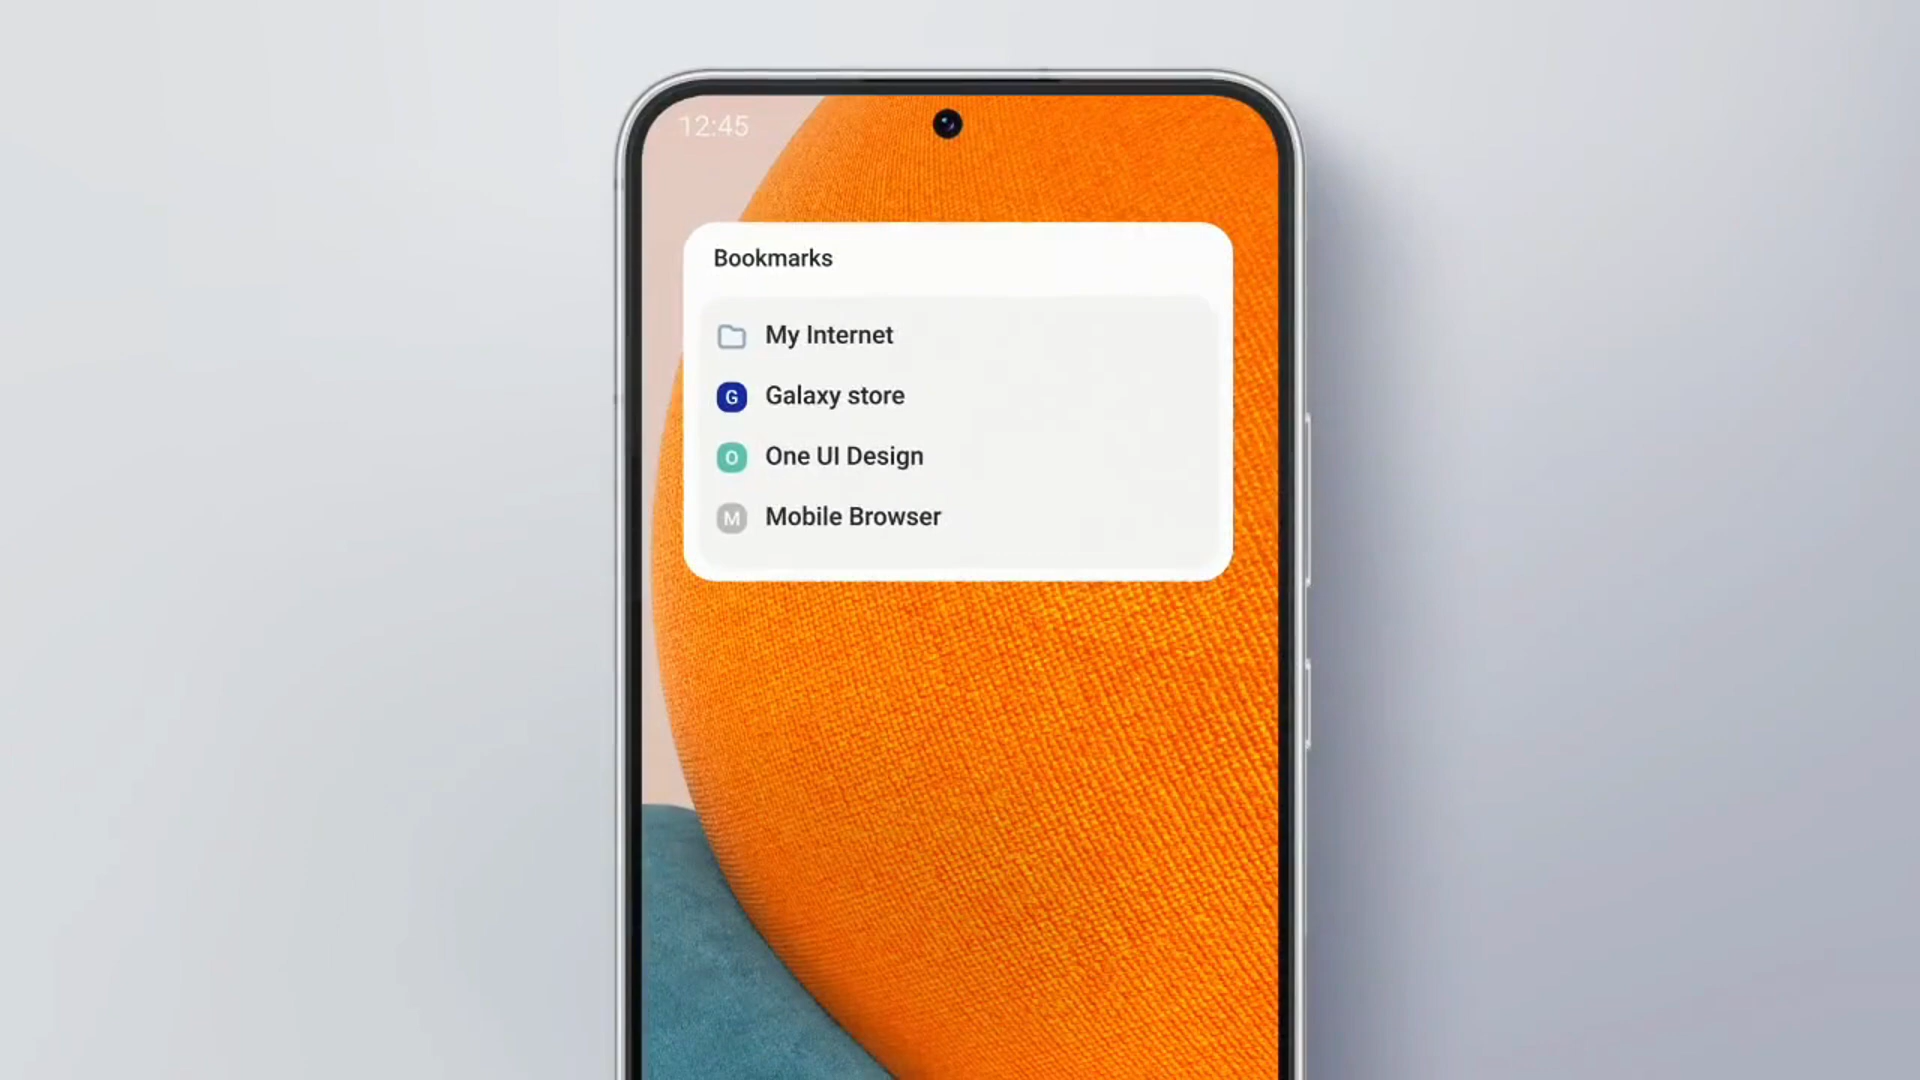 12:45
Bookmarks
My Internet
G Galaxy store
O One UI Design
M Mobile Browser